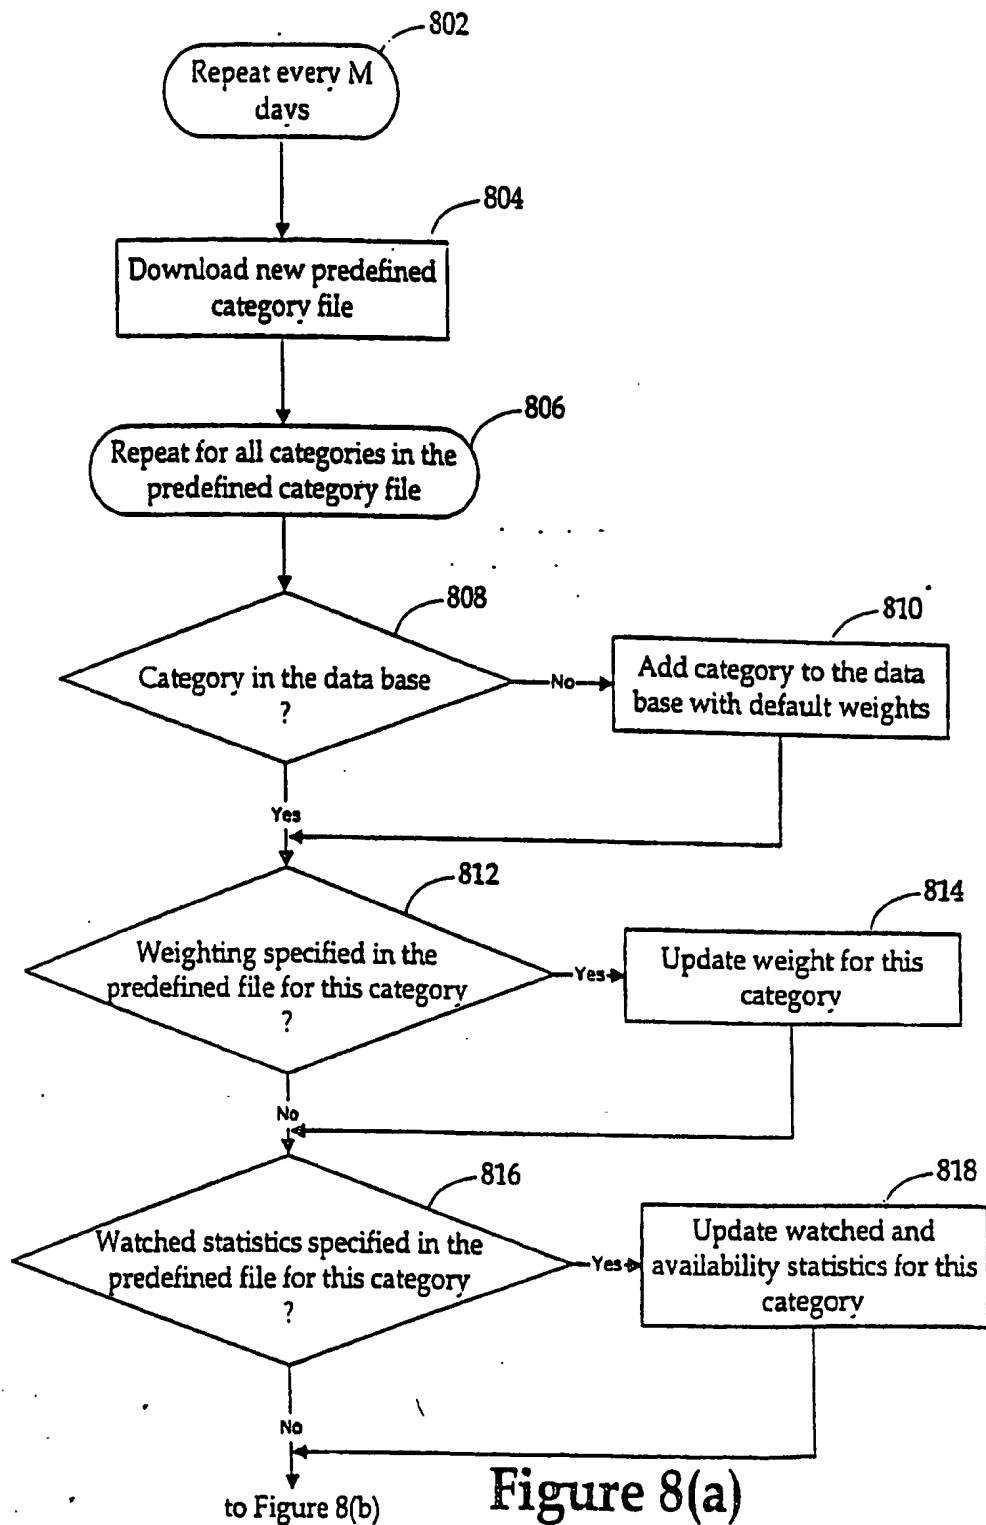 802
Repeat every M
days
804
Download new predefined
category file
806
Repeat for all categories in the
predefined category file
808
Category in the data base
?
No
810
Add category to the data
base with default weights
Yes
812
Weighting specified in the
predefined file for this category
?
Yes
814
Update weight for this
category
No
816
Watched statistics specified in the
predefined file for this category
?
Yes
818
Update watched and
availability statistics for this
category
No
to Figure 8(b)
Figure 8(a)